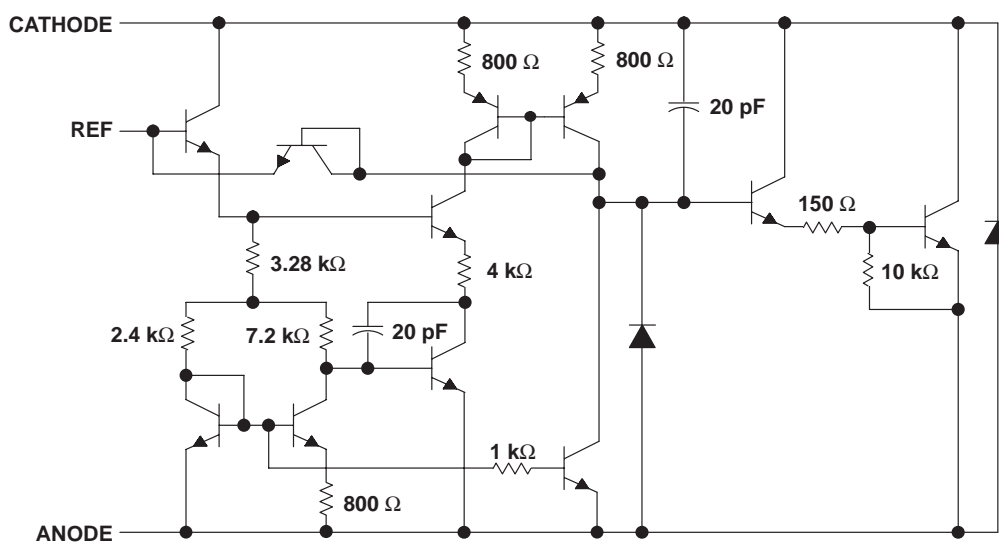 CATHODE
800 Ω
800 Ω
20 pF
REF
150 Ω
3.28 kΩ
4 kΩ
10 kΩ
2.4 kΩ
7.2 kΩ
20 pF
1 kΩ
800 Ω
ANODE